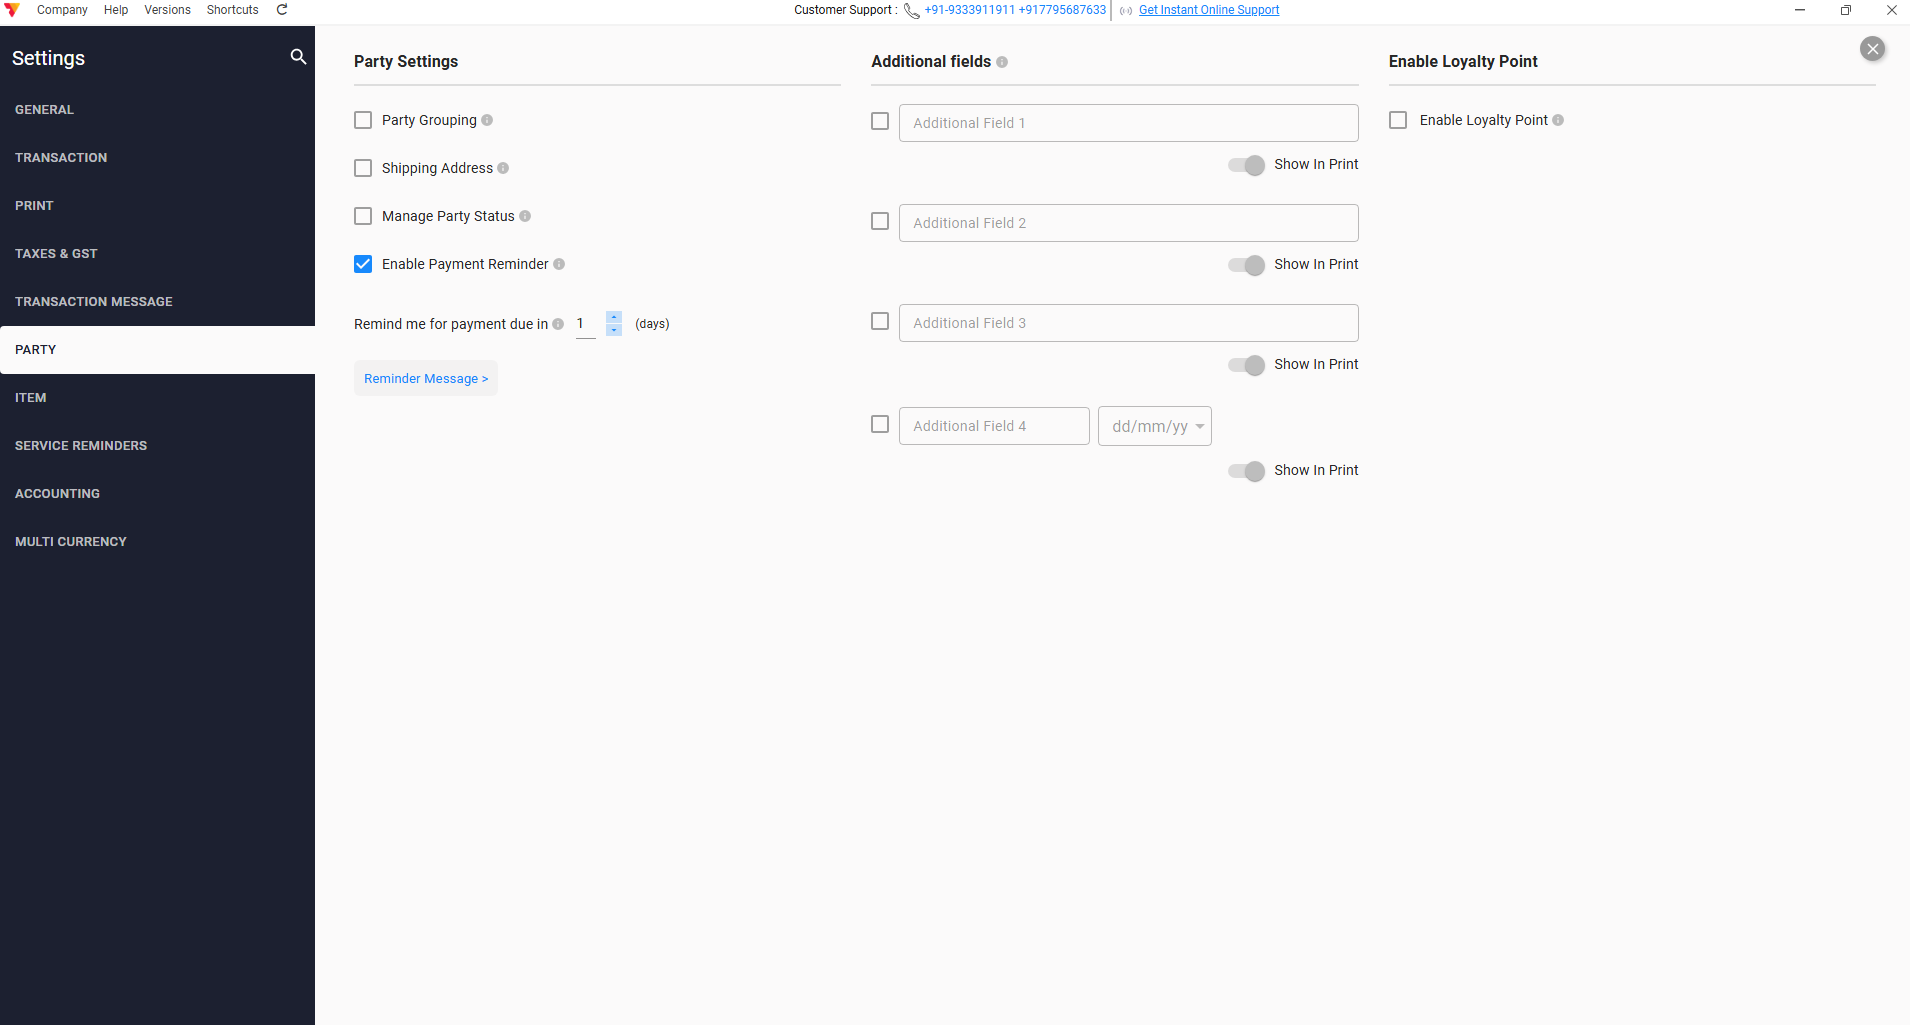 Company Help Versions Shortcuts
Customer Support : +91-9333911911 +917795687633 Get Instant Online Support
Settings
GENERAL
TRANSACTION
PRINT
TAXES & GST
TRANSACTION MESSAGE
PARTY
ITEM
SERVICE REMINDERS
ACCOUNTING
MULTI CURRENCY
Party Settings
Party Grouping
Shipping Address
Manage Party Status
Enable Payment Reminder
Remind me for payment due in 1 (days)
Reminder Message >
Additional fields
Additional Field 1
Show In Print
Additional Field 2
Show In Print
Additional Field 3
Show In Print
Additional Field 4 dd/mm/yy
Show In Print
Enable Loyalty Point
Enable Loyalty Point